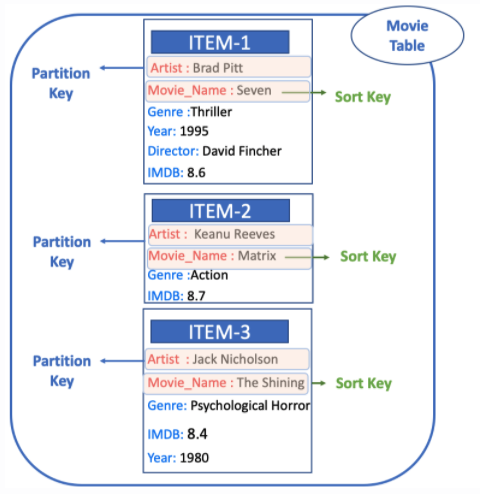 Movie
Table
ITEM-1
Partition
Key
Artist : Brad Pitt
Movie_Name : Seven
Sort Key
Genre :Thriller
Year: 1995
Director: David Fincher
IMDB: 8.6
ITEM-2
Partition
Key
Artist : Keanu Reeves
Movie_Name : Matrix
Sort Key
Genre :Action
IMDB: 8.7
ITEM-3
Partition
Key
Artist : Jack Nicholson
Movie_Name : The Shining
Sort Key
Genre: Psychological Horror
IMDB: 8.4
Year: 1980